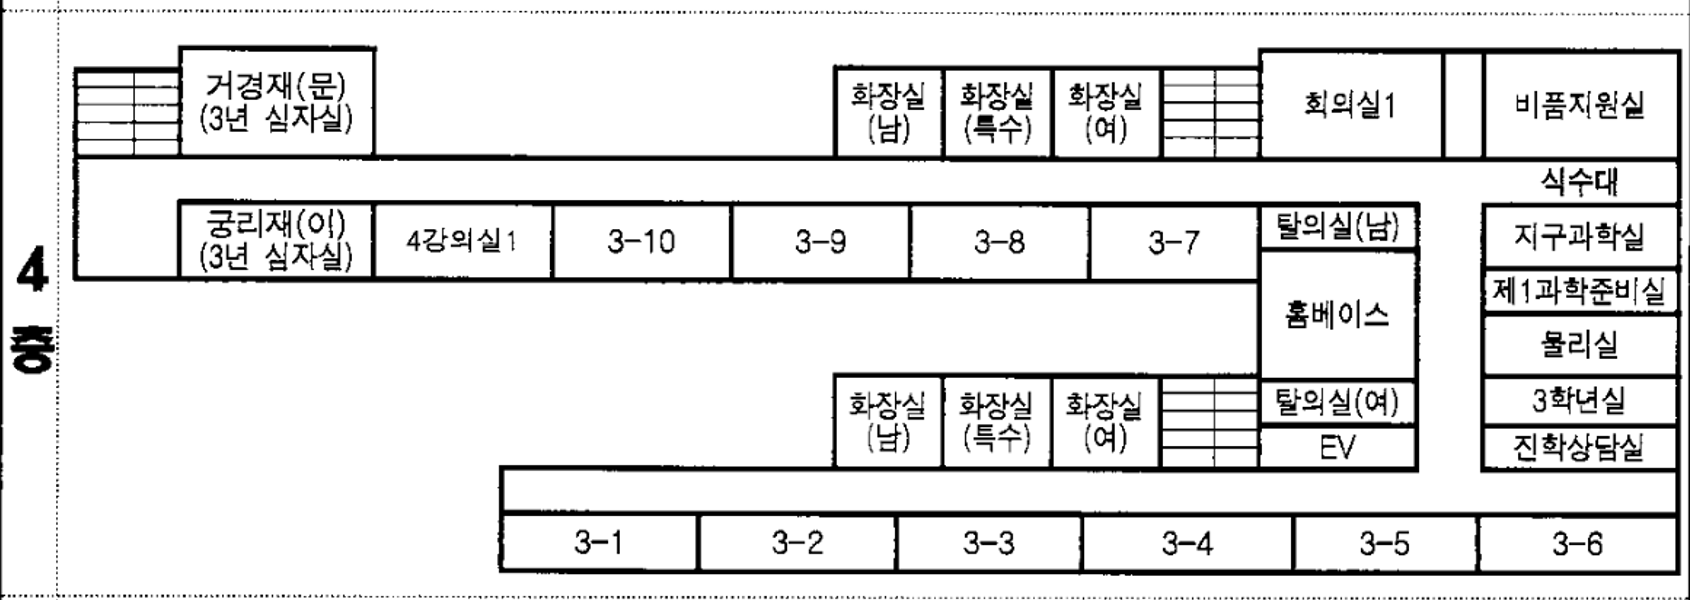 4층
거경재(문)
(3년 심자실)
화장실
(남)
화장실
(특수)
화장실
(여)
회의실1
비품지원실
식수대
궁리재(이)
(3년 심자실)
4강의실1
3-10
3-9
3-8
3-7
탈의실(남)
지구과학실
제1과학준비실
홈베이스
물리실
화장실
(남)
화장실
(특수)
화장실
(여)
탈의실(여)
3학년실
EV
진학상담실
3-1
3-2
3-3
3-4
3-5
3-6